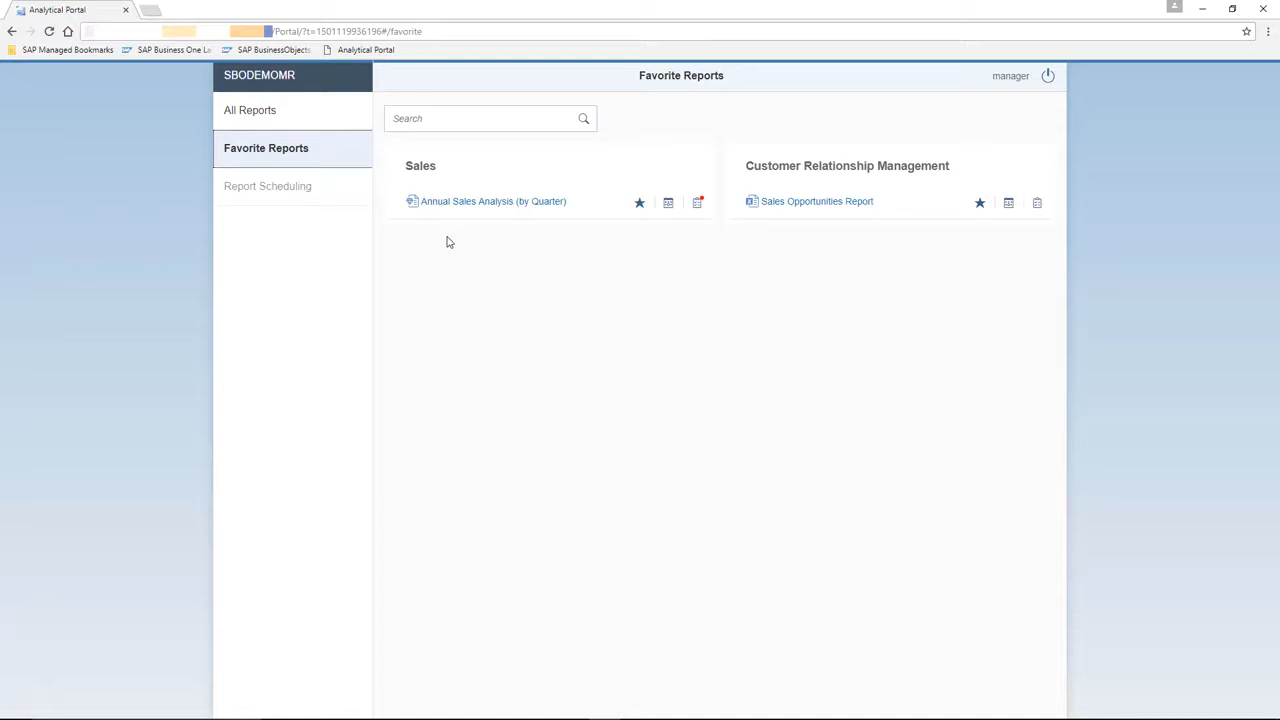 Analytical Portal
/Portal/?t=1501119936196#/favorite
SAP Managed Bookmarks
SAP Business One La
SAP BusinessObjects
Analytical Portal
SBODEMOMR
Favorite Reports
manager
All Reports
Search
Favorite Reports
Sales
Customer Relationship Management
Report Scheduling
Annual Sales Analysis (by Quarter)
Sales Opportunities Report